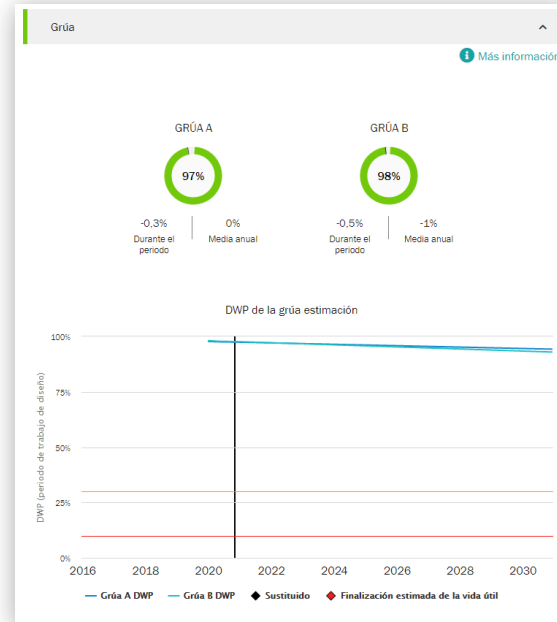 Grúa
Más información
GRÚA A
GRÚA B
97%
98%
-0,3%
0%
-0,5%
-1%
Durante el
periodo
Media anual
Durante el
periodo
Media anual
DWP de la grúa estimación
DWP (periodo de trabajo de diseño)
100%
75%
50%
25%
0%
2016 2018 2020 2022 2024 2026 2028 2030
Grúa A DWP Grúa B DWP Sustituido Finalización estimada de la vida útil